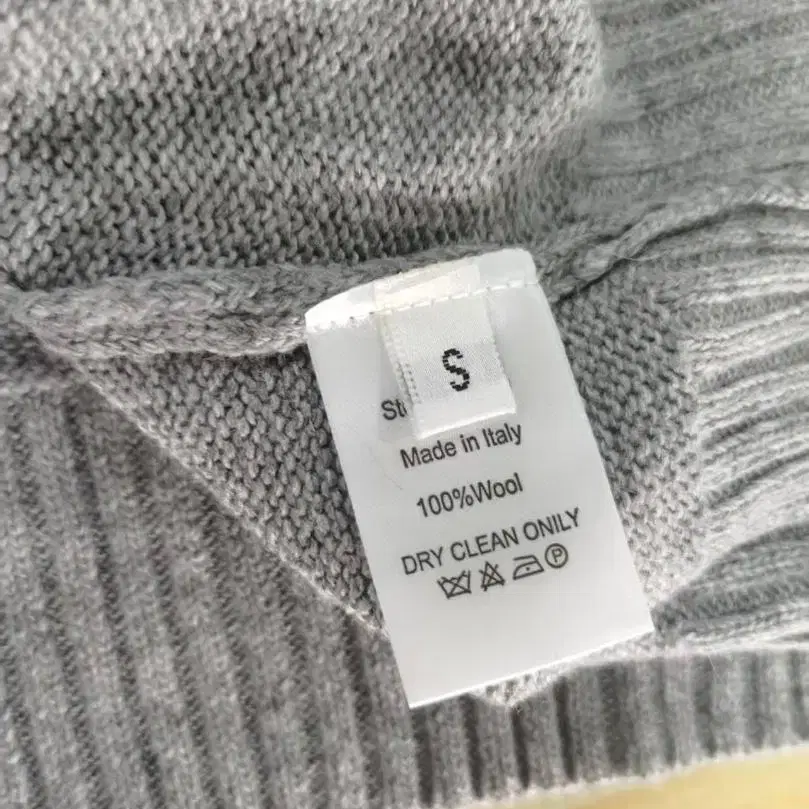 S
Made in Italy
100%Wool
DRY CLEAN ONILY
P